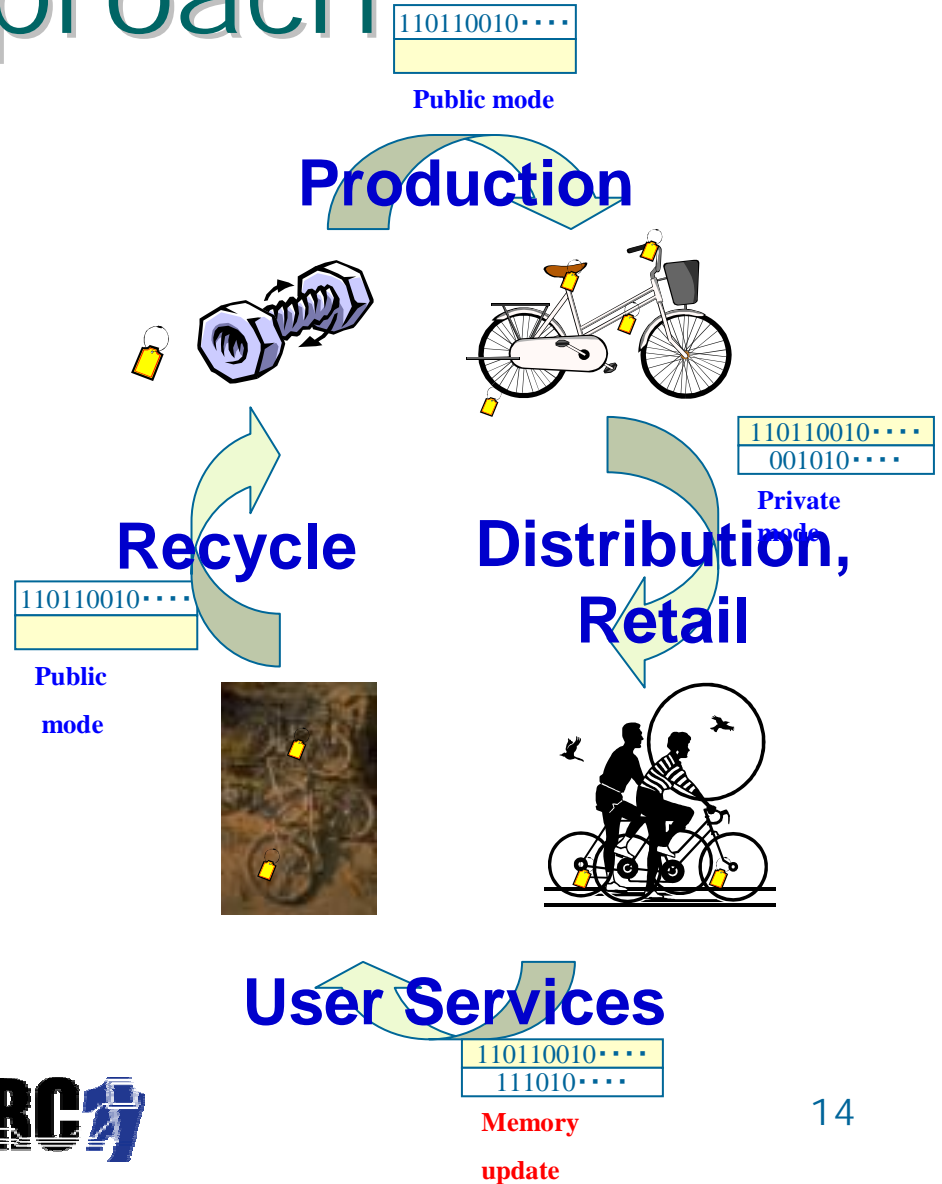 110110010････
Public mode
Production
110110010････
001010････
Private
mode
Recycle
Distribution,
Retail
110110010････
Public
mode
User Services
110110010････
111010････
Memory
update
14